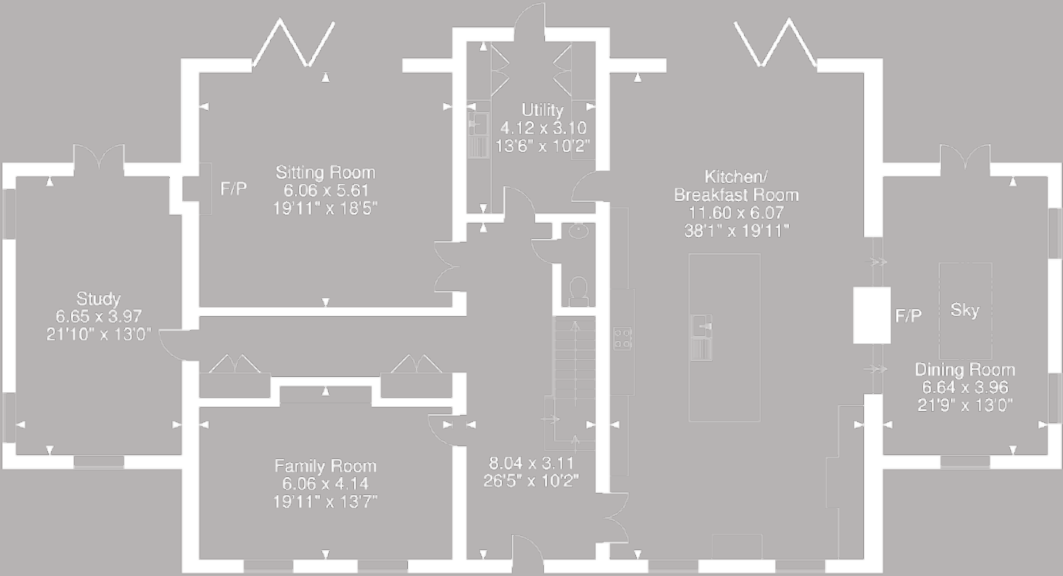 Utility
4.12 x 3.10
13'6" x 10'2"
Sitting Room
6.06 x 5.61
19'11" x 18'5"
F/P
Kitchen/
Breakfast Room
11.60 x 6.07
38'1" x 19'11"
Study
6.65 x 3.97
21'10" x 13'0"
F/P
Sky
Dining Room
6.64 x 3.96
21'9" x 13'0"
Family Room
6.06 x 4.14
19'11" x 13'7"
8.04 x 3.11
26'5" x 10'2"